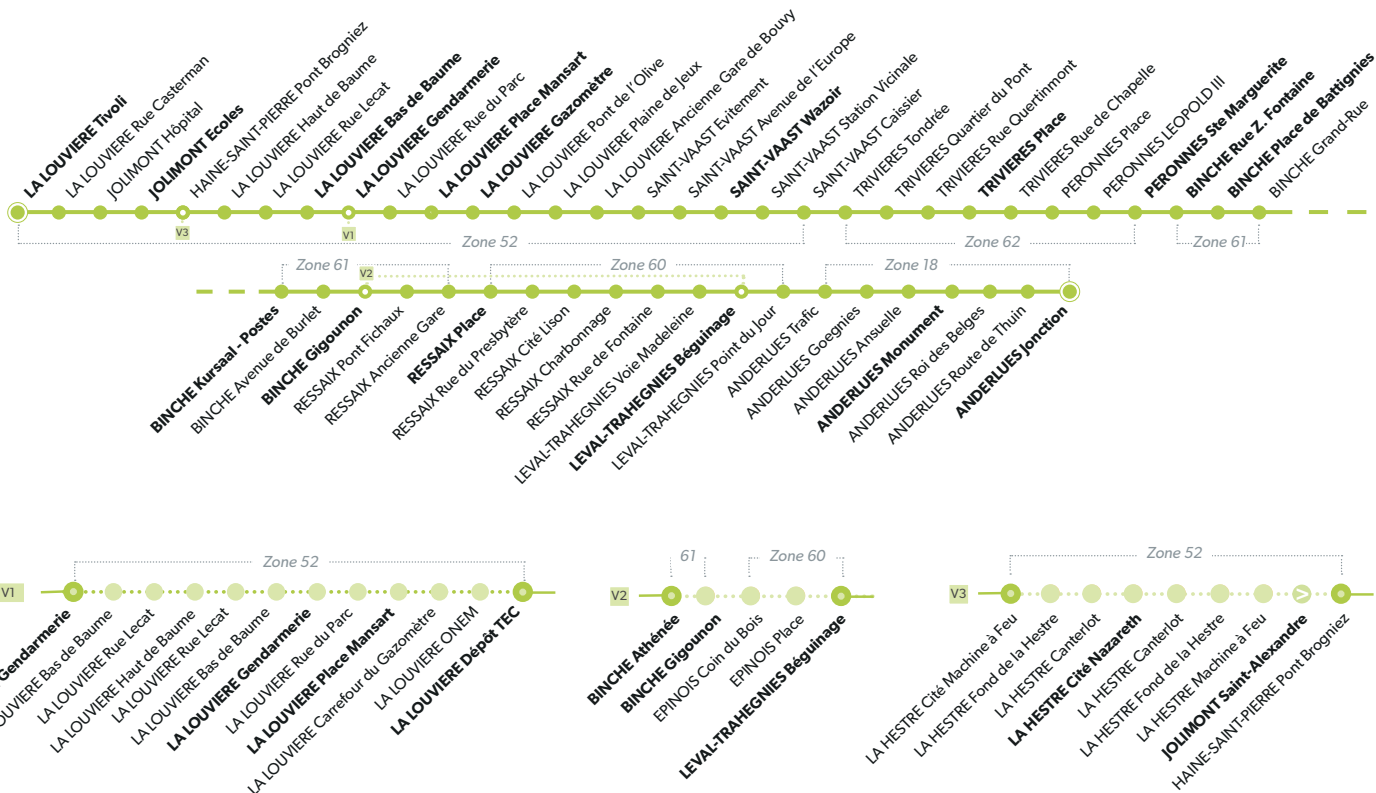 LA LOUVIERE Tivoli
LA LOUVIERE Rue Casterman
JOLIMONT Hôpital
JOLIMONT Ecoles
HAINE-SAINT-PIERRE Pont Brogniez
LA LOUVIERE Haut de Baume
LA LOUVIERE Rue Lecat
LA LOUVIERE Bas de Baume
LA LOUVIERE Gendarmerie
LA LOUVIERE Rue du Parc
LA LOUVIERE Place Mansart
LA LOUVIERE Gazomètre
LA LOUVIERE Pont de l'Olive
LA LOUVIERE Plaine de Jeux
LA LOUVIERE Ancienne Gare de Bouvy
SAINT-VAAST Evitement
SAINT-VAAST Avenue de l'Europe
SAINT-VAAST Wazoir
SAINT-VAAST Station Vicinale
SAINT-VAAST Caissier
TRIVIERES Tondrée
TRIVIERES Quartier du Pont
TRIVIERES Rue Quertinmont
TRIVIERES Place
TRIVIERES Rue de Chapelle
PERONNES Place
PERONNES LEOPOLD III
PERONNES Ste Marguerite
BINCHE Rue Z. Fontaine
BINCHE Place de Battignies
BINCHE Grand-Rue
V3
V1
Zone 52
Zone 62
Zone 61
Zone 61
V2
Zone 60
Zone 18
BINCHE Kursaal - Postes
BINCHE Avenue de Burlet
BINCHE Gigounon
RESSAIX Pont Fichaux
RESSAIX Ancienne Gare
RESSAIX Place
RESSAIX Rue du Presbytère
RESSAIX Cité Lison
RESSAIX Charbonnage
RESSAIX Rue de Fontaine
LEVAL-TRAHEGNIES Voie Madeleine
LEVAL-TRAHEGNIES Béguinage
LEVAL-TRAHEGNIES Point du Jour
ANDERLUES Trafic
ANDERLUES Goegnies
ANDERLUES Ansuelle
ANDERLUES Monument
ANDERLUES Roi des Belges
ANDERLUES Route de Thuin
ANDERLUES Jonction
V1
Zone 52
Gendarmerie
OUVIERE Bas de Baume
LA LOUVIERE Rue Lecat
LA LOUVIERE Haut de Baume
LA LOUVIERE Rue Lecat
LA LOUVIERE Bas de Baume
LA LOUVIERE Gendarmerie
LA LOUVIERE Rue du Parc
LA LOUVIERE Place Mansart
LA LOUVIERE Carrefour du Gazomètre
LA LOUVIERE ONEM
LA LOUVIERE Dépôt TEC
V2
61
Zone 60
BINCHE Athénée
BINCHE Gigounon
EPINOIS Coin du Bois
EPINOIS Place
LEVAL-TRAHEGNIES Béguinage
V3
Zone 52
LA HESTRE Cité Machine à Feu
LA HESTRE Fond de la Hestre
LA HESTRE Canterlot
LA HESTRE Cité Nazareth
LA HESTRE Canterlot
LA HESTRE Fond de la Hestre
LA HESTRE Machine à Feu
JOLIMONT Saint-Alexandre
HAINE-SAINT-PIERRE Pont Brogniez